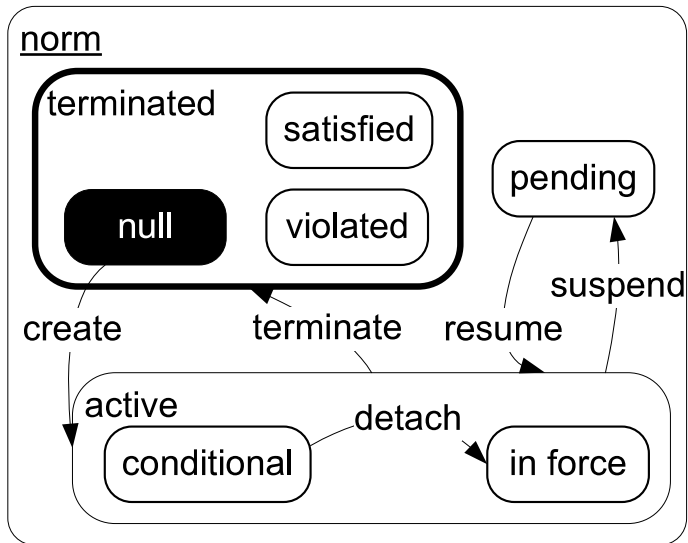 norm
terminated
satisfied
pending
null
violated
suspend
create
terminate
resume
active
detach
conditional
in force